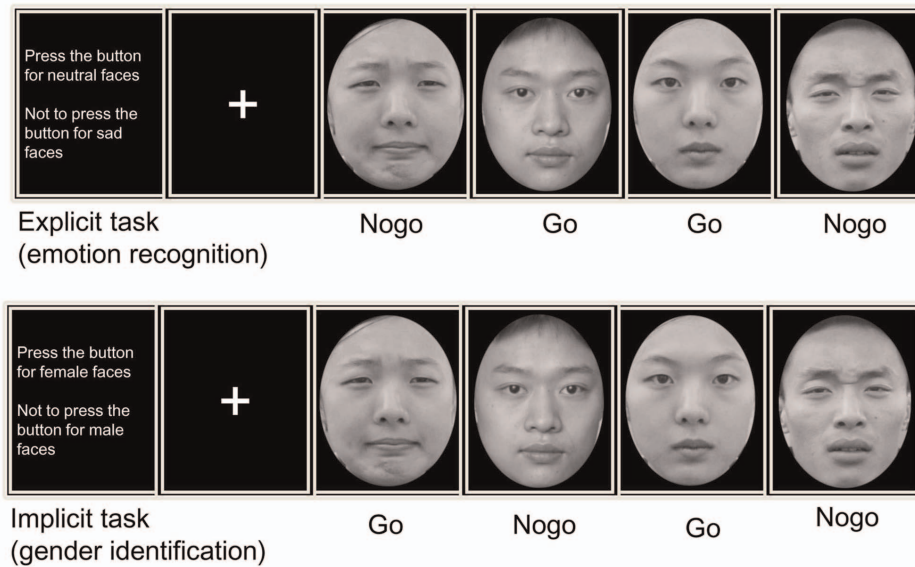 Press the button
for neutral faces
Not to press the
button for sad
faces
Explicit task
(emotion recognition)
Nogo
Go
Go
Nogo
Press the button
for female faces
Not to press the
button for male
faces
Implicit task
(gender identification)
Go
Nogo
Go
Nogo